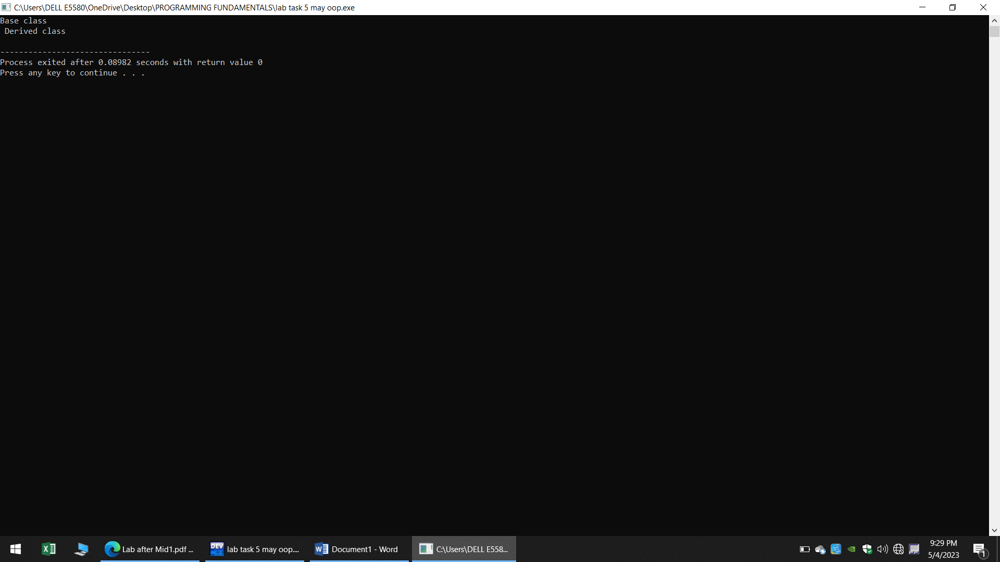 C:\Users\DELL E5580\OneDrive\Desktop\PROGRAMMING FUNDAMENTALS\lab task 5 may oop.exe
Base class
 Derived class
--------------------------------
Process exited after 0.08982 seconds with return value 0
Press any key to continue . . .
Lab after Mid1.pdf ...
DEV
lab task 5 may oop....
Document1 - Word
C:\Users\DELL E558...
9:29 PM
5/4/2023
1